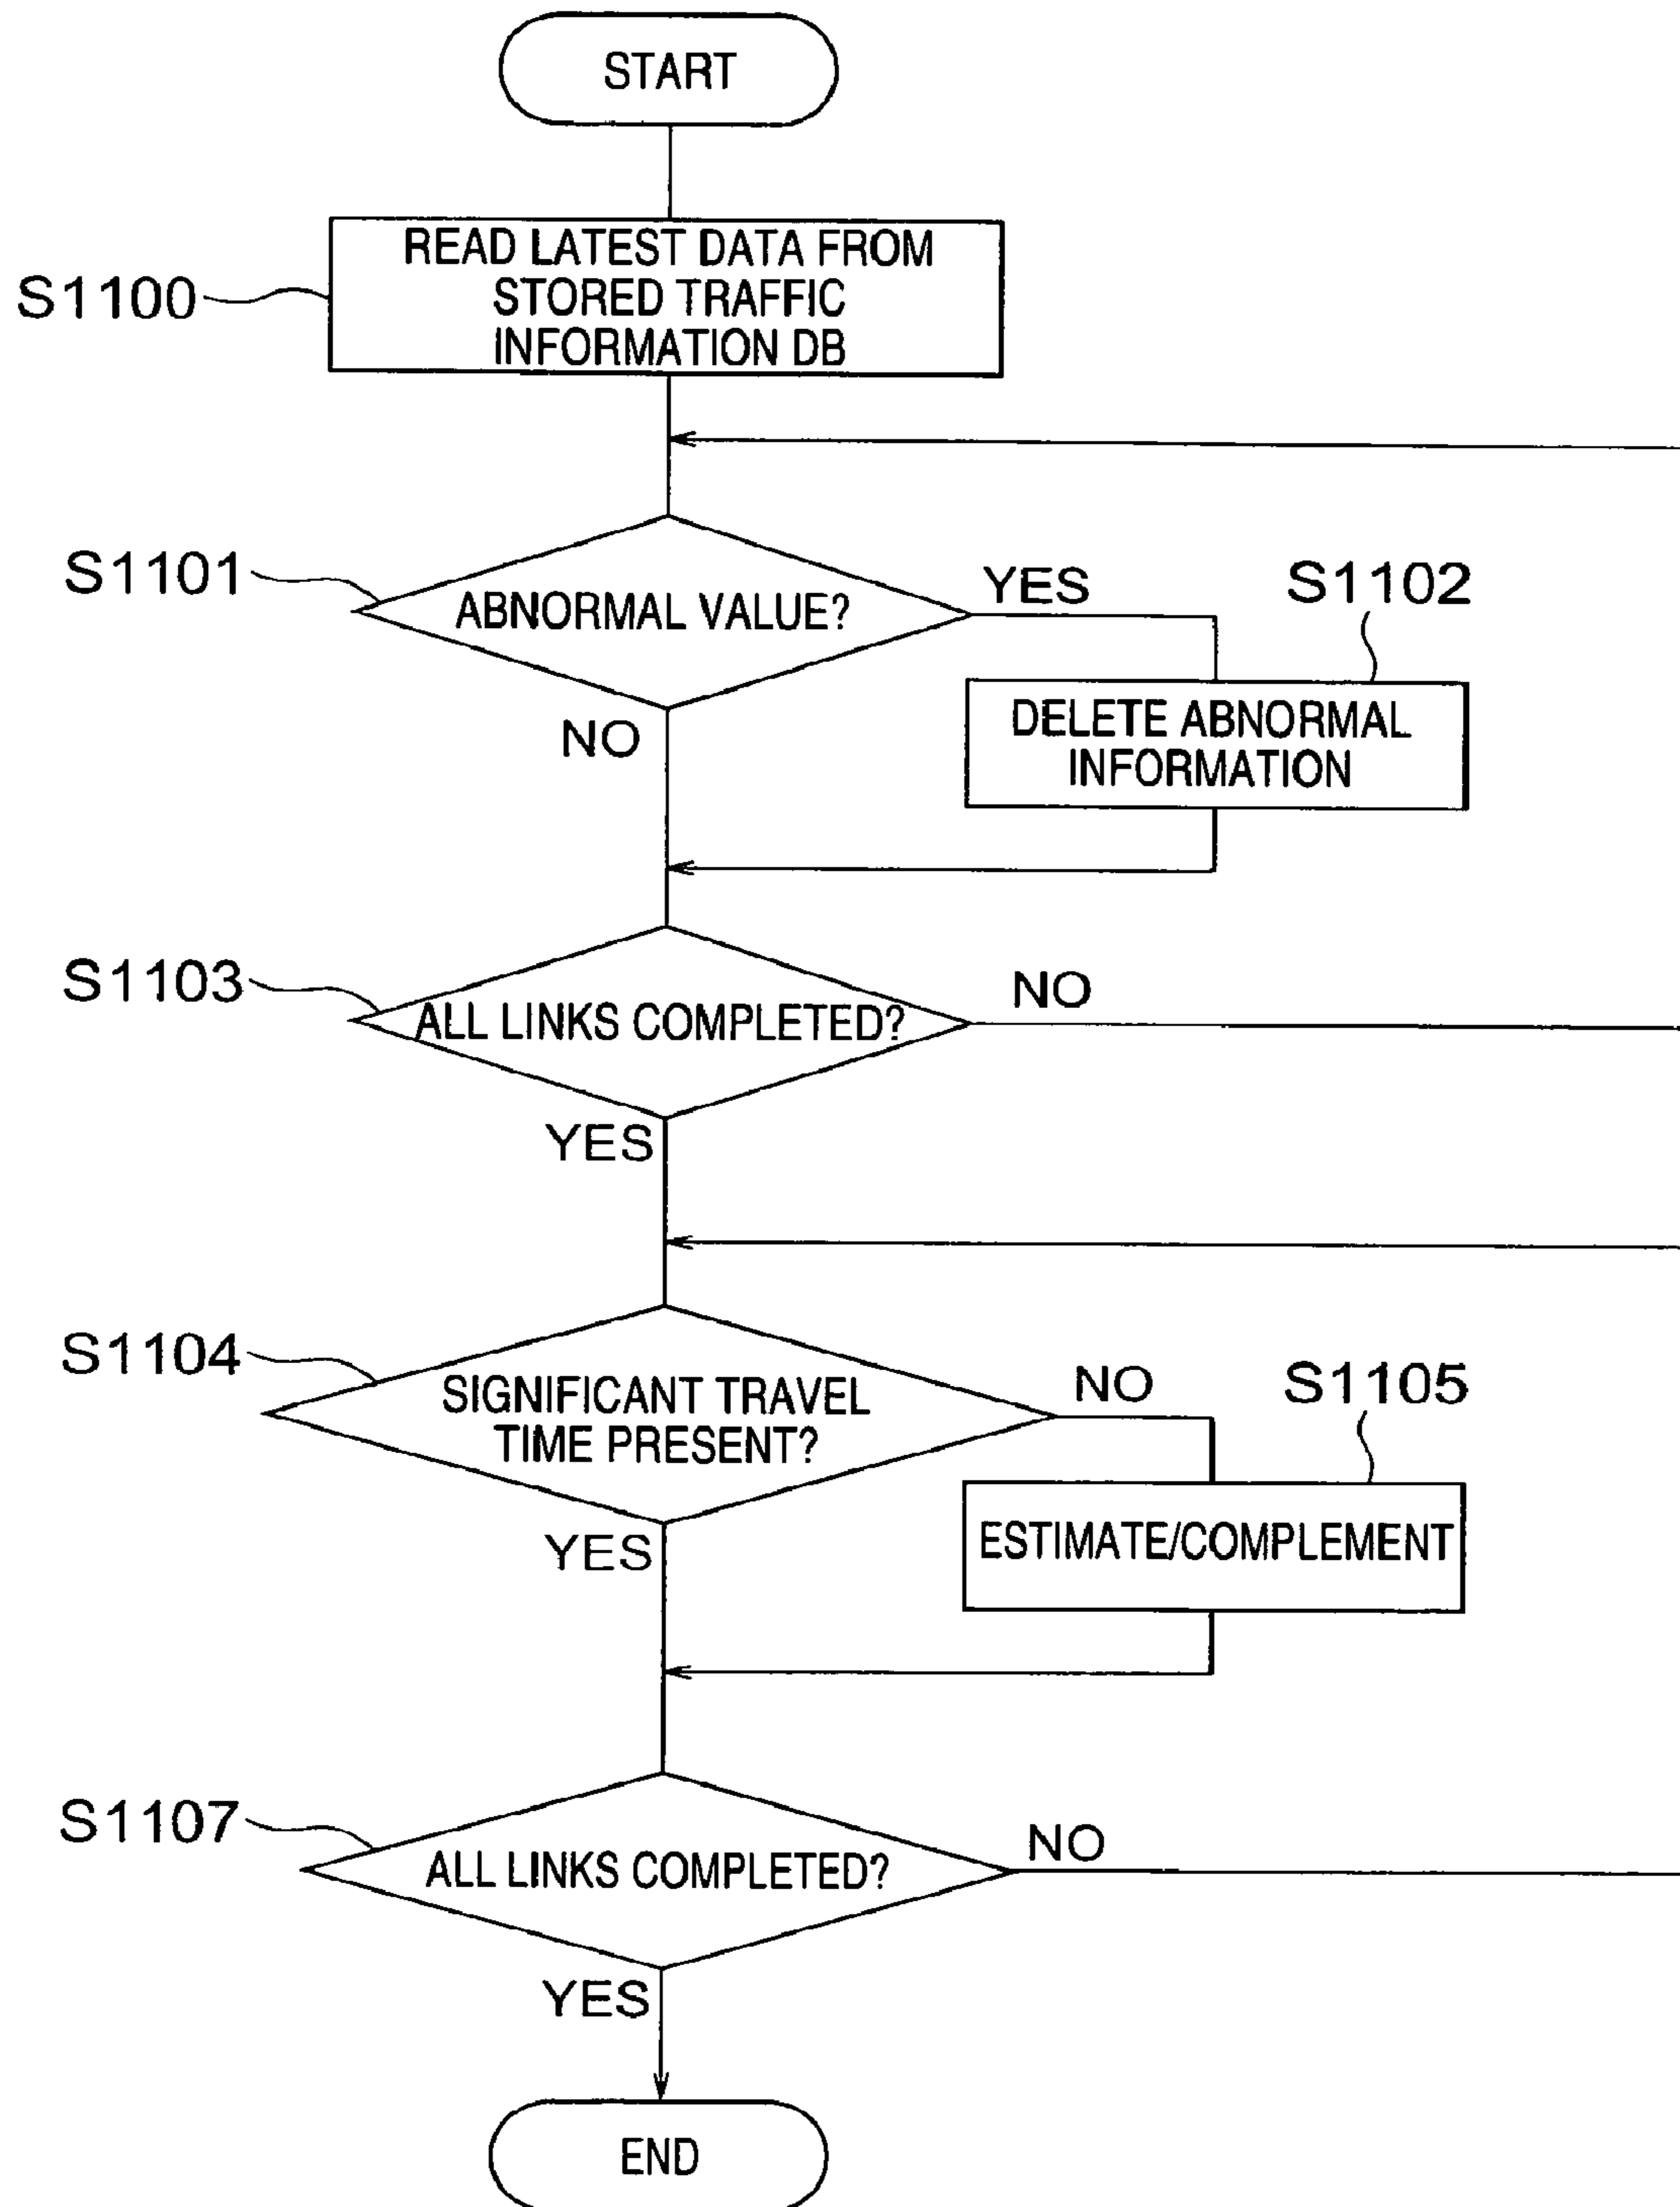 START
S1100
READ LATEST DATA FROM
STORED TRAFFIC
INFORMATION DB
S1101
ABNORMAL VALUE?
YES
S1102
NO
DELETE ABNORMAL
INFORMATION
S1103
ALL LINKS COMPLETED?
NO
YES
S1104
SIGNIFICANT TRAVEL
TIME PRESENT?
NO
S1105
YES
ESTIMATE/COMPLEMENT
S1107
ALL LINKS COMPLETED?
NO
YES
END